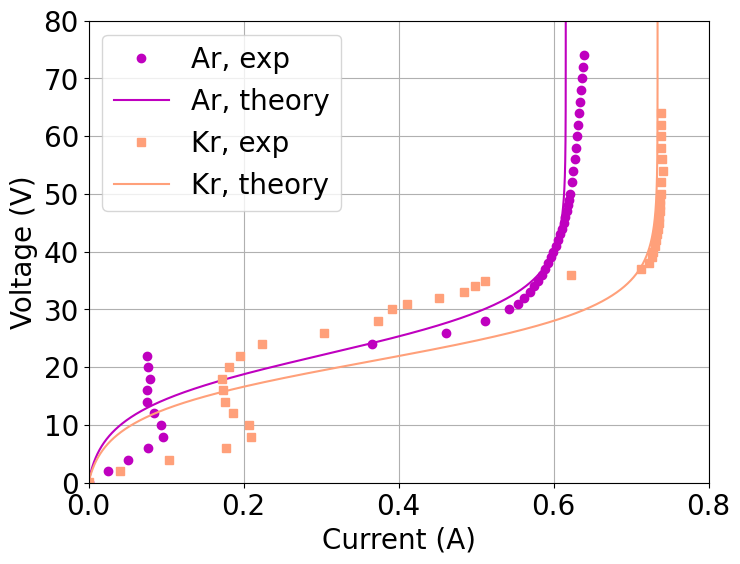 80
70
60
50
40
30
20
10
0
Voltage (V)
Ar, exp
Ar, theory
Kr, exp
Kr, theory
0.0 0.2 0.4 0.6 0.8
Current (A)